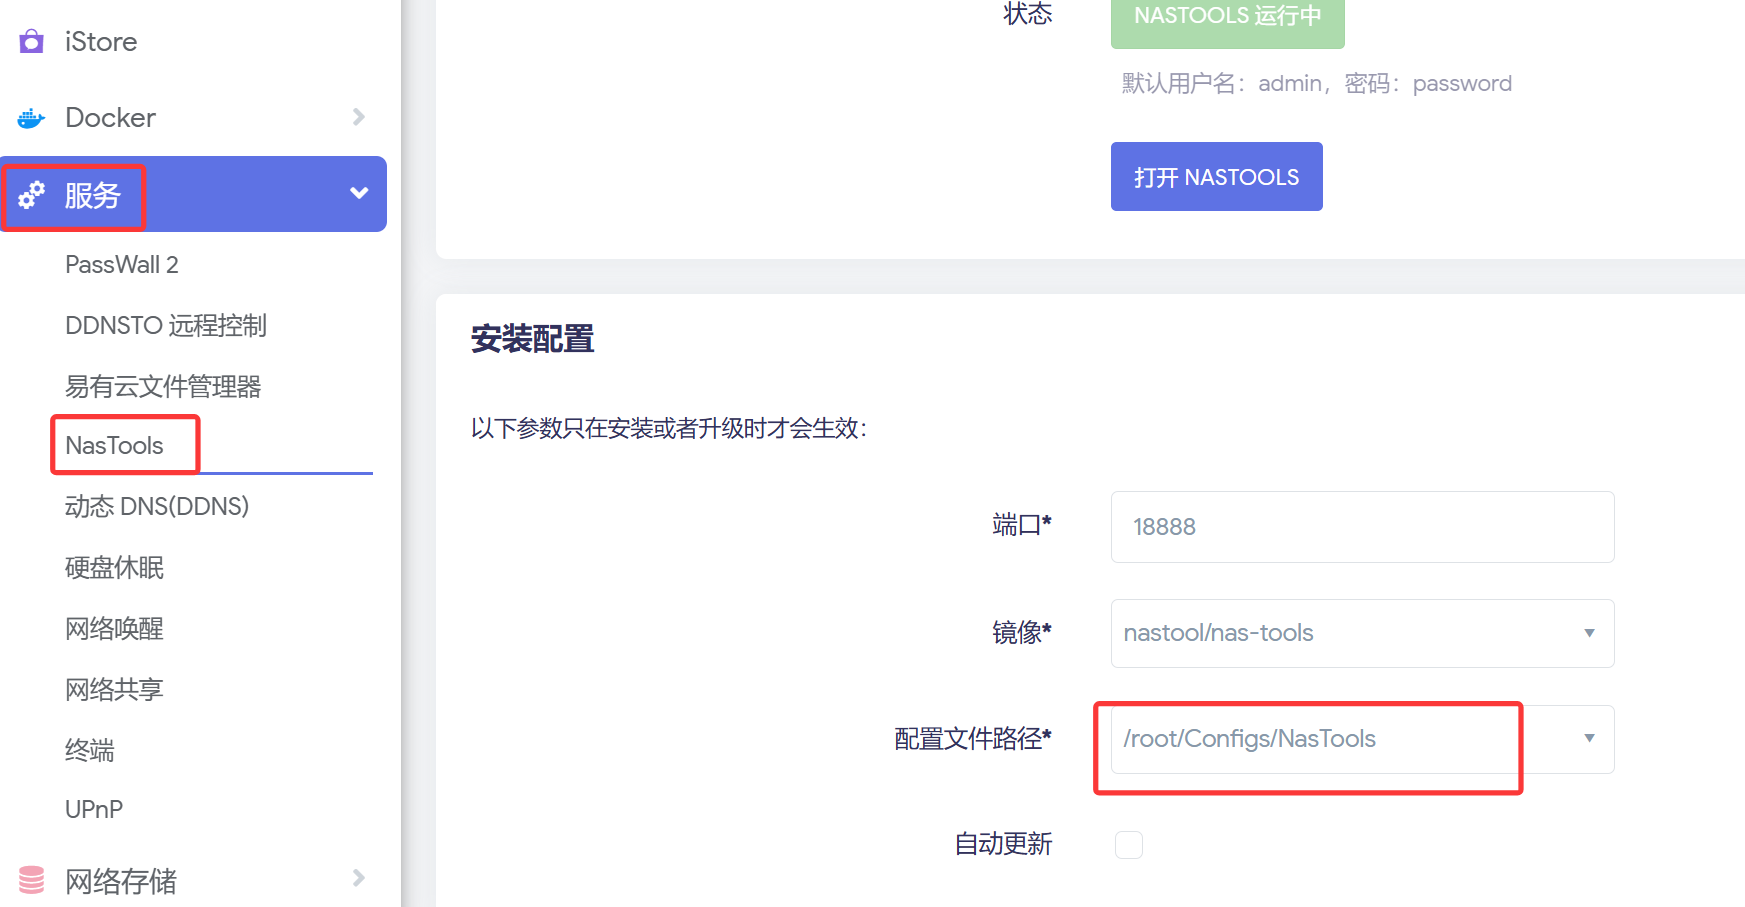 iStore
Docker
服务
PassWall 2
DDNSTO 远程控制
易有云文件管理器
NasTools
动态 DNS(DDNS)
硬盘休眠
网络唤醒
网络共享
终端
UPnP
网络存储
状态
NASTOOLS 运行中
默认用户名：admin，密码：password
打开 NASTOOLS
安装配置
以下参数只在安装或者升级时才会生效：
端口*
18888
镜像*
nastool/nas-tools
配置文件路径*
/root/Configs/NasTools
自动更新